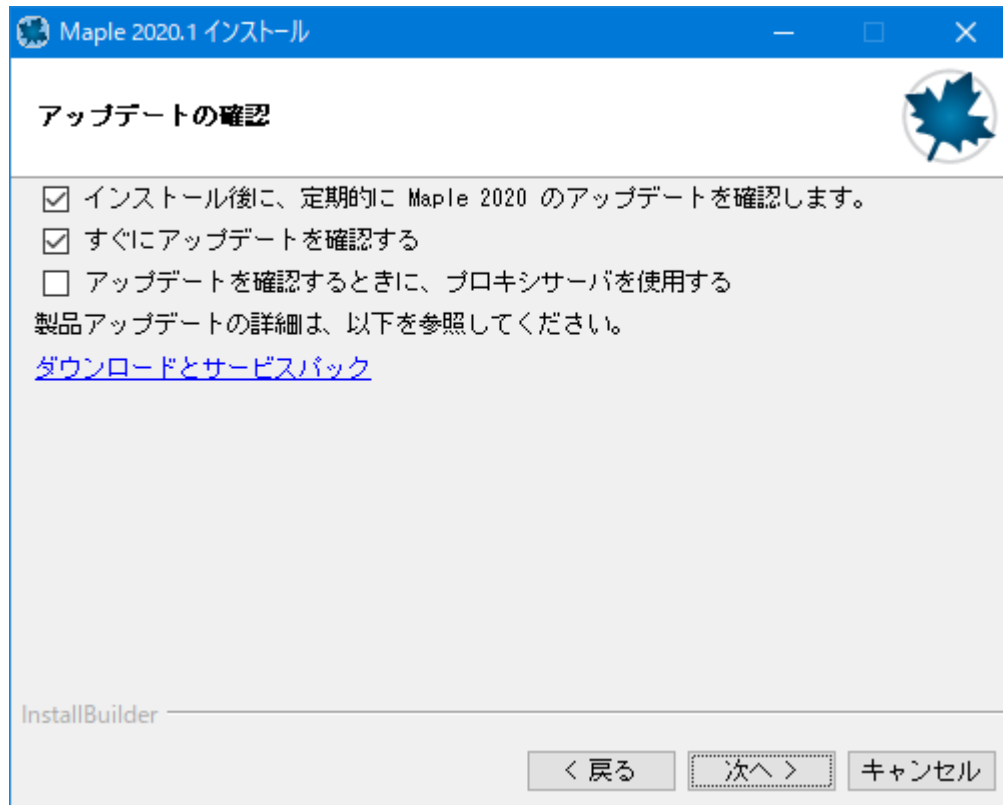 Maple 2020.1 インストール
アップデートの確認
インストール後に、定期的に Maple 2020 のアップデートを確認します。
すぐにアップデートを確認する
アップデートを確認するときに、プロキシサーバを使用する
製品アップデートの詳細は、以下を参照してください。
ダウンロードとサービスパック
InstallBuilder
< 戻る 次へ > キャンセル